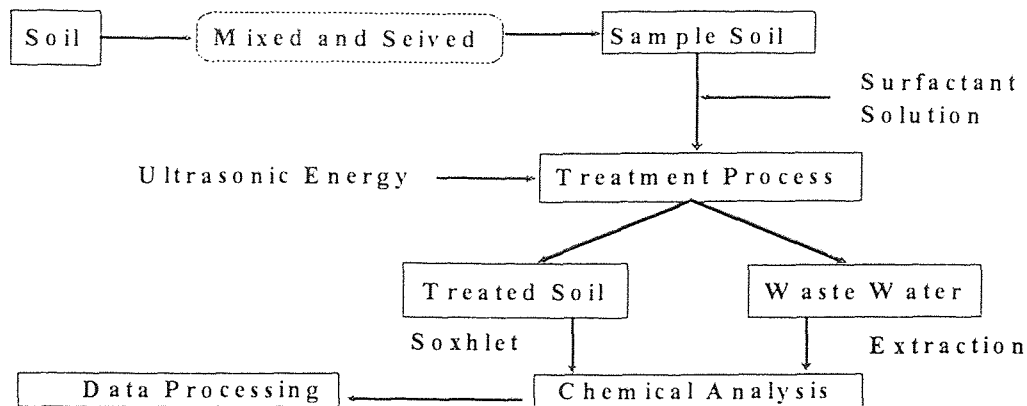 Soil
Mixed and Seived
Sample Soil
Surfactant
Solution
Ultrasonic Energy
Treatment Process
Treated Soil
Waste Water
Soxhlet
Extraction
Data Processing
Chemical Analysis